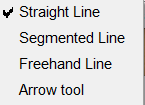 Straight Line
Segmented Line
Freehand Line
Arrow tool